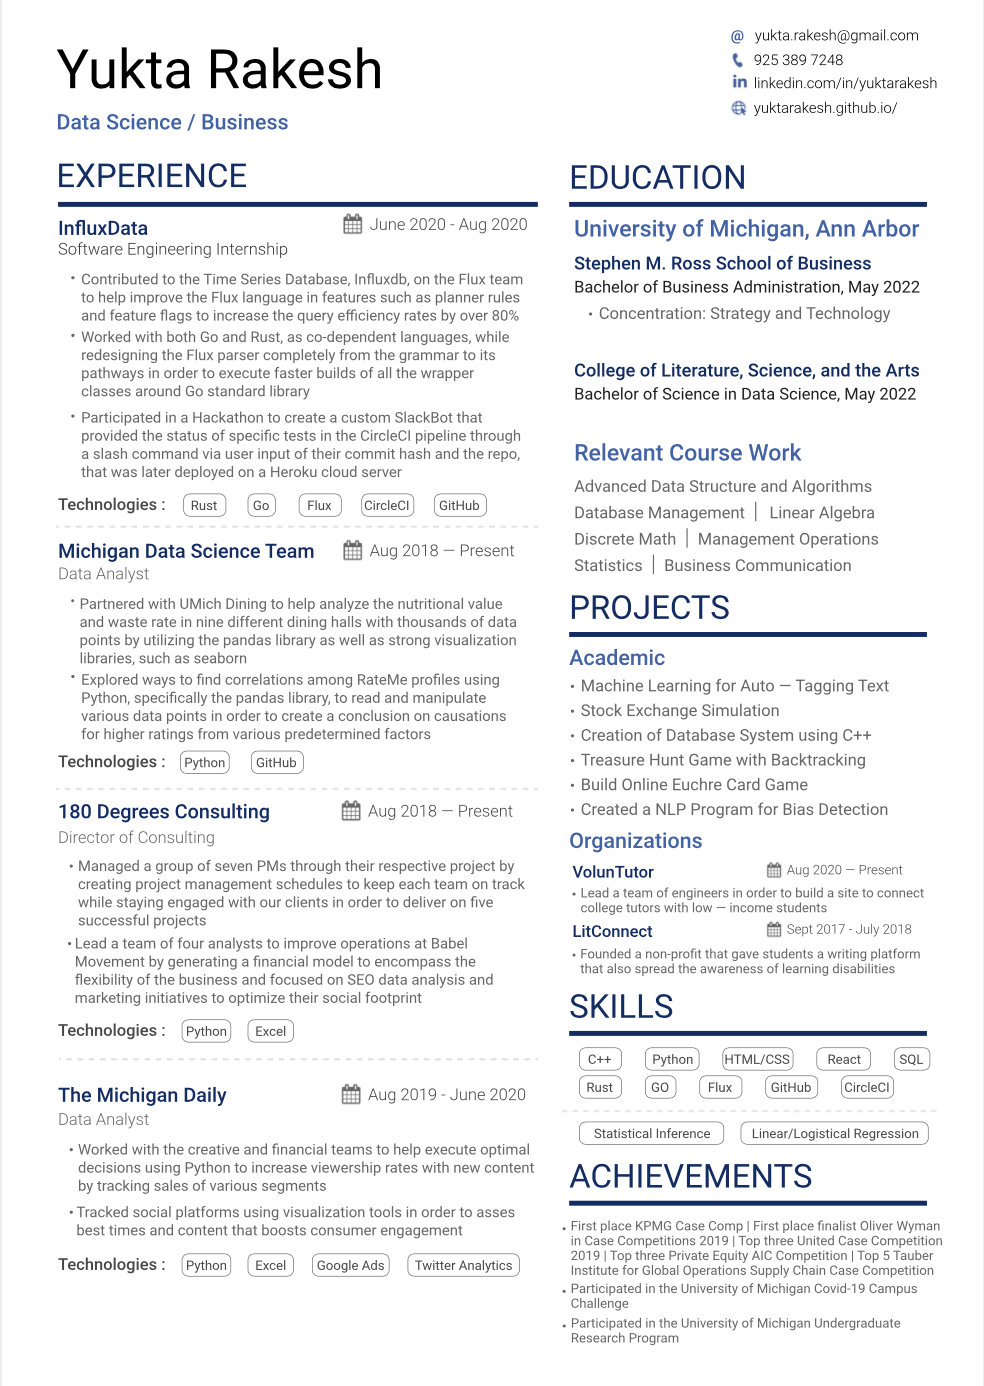 Yukta Rakesh
Data Science / Business
@ yukta.rakesh@gmail.com
925 389 7248
in linkedin.com/in/yuktarakesh
yuktarakesh.github.io/
EXPERIENCE
InfluxData
June 2020 - Aug 2020
Software Engineering Internship
• Contributed to the Time Series Database, Influxdb, on the Flux team
to help improve the Flux language in features such as planner rules
and feature flags to increase the query efficiency rates by over 80%
• Worked with both Go and Rust, as co-dependent languages, while
redesigning the Flux parser completely from the grammar to its
pathways in order to execute faster builds of all the wrapper
classes around Go standard library
• Participated in a Hackathon to create a custom SlackBot that
provided the status of specific tests in the CircleCI pipeline through
a slash command via user input of their commit hash and the repo,
that was later deployed on a Heroku cloud server
Technologies : Rust Go Flux CircleCI GitHub
Michigan Data Science Team
Aug 2018 — Present
Data Analyst
• Partnered with UMich Dining to help analyze the nutritional value
and waste rate in nine different dining halls with thousands of data
points by utilizing the pandas library as well as strong visualization
libraries, such as seaborn
• Explored ways to find correlations among RateMe profiles using
Python, specifically the pandas library, to read and manipulate
various data points in order to create a conclusion on causations
for higher ratings from various predetermined factors
Technologies : Python GitHub
180 Degrees Consulting
Aug 2018 — Present
Director of Consulting
• Managed a group of seven PMs through their respective project by
creating project management schedules to keep each team on track
while staying engaged with our clients in order to deliver on five
successful projects
• Lead a team of four analysts to improve operations at Babel
Movement by generating a financial model to encompass the
flexibility of the business and focused on SEO data analysis and
marketing initiatives to optimize their social footprint
Technologies : Python Excel
The Michigan Daily
Aug 2019 - June 2020
Data Analyst
• Worked with the creative and financial teams to help execute optimal
decisions using Python to increase viewership rates with new content
by tracking sales of various segments
• Tracked social platforms using visualization tools in order to asses
best times and content that boosts consumer engagement
Technologies : Python Excel Google Ads Twitter Analytics
EDUCATION
University of Michigan, Ann Arbor
Stephen M. Ross School of Business
Bachelor of Business Administration, May 2022
• Concentration: Strategy and Technology
College of Literature, Science, and the Arts
Bachelor of Science in Data Science, May 2022
Relevant Course Work
Advanced Data Structure and Algorithms
Database Management | Linear Algebra
Discrete Math | Management Operations
Statistics | Business Communication
PROJECTS
Academic
• Machine Learning for Auto — Tagging Text
• Stock Exchange Simulation
• Creation of Database System using C++
• Treasure Hunt Game with Backtracking
• Build Online Euchre Card Game
• Created a NLP Program for Bias Detection
Organizations
VolunTutor
Aug 2020 — Present
• Lead a team of engineers in order to build a site to connect
college tutors with low — income students
LitConnect
Sept 2017 - July 2018
• Founded a non-profit that gave students a writing platform
that also spread the awareness of learning disabilities
SKILLS
C++ Python HTML/CSS React SQL
Rust GO Flux GitHub CircleCI
Statistical Inference Linear/Logistical Regression
ACHIEVEMENTS
• First place KPMG Case Comp | First place finalist Oliver Wyman
in Case Competitions 2019 | Top three United Case Competition
2019 | Top three Private Equity AIC Competition | Top 5 Tauber
Institute for Global Operations Supply Chain Case Competition
• Participated in the University of Michigan Covid-19 Campus
Challenge
• Participated in the University of Michigan Undergraduate
Research Program